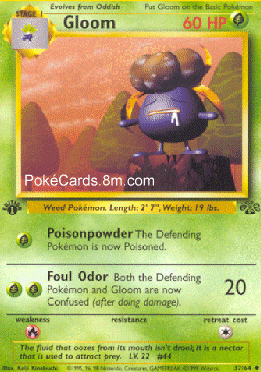 STAGE 1
Evolves from Oddish
Put Gloom on the Basic Pokémon
Gloom
60 HP
PokéCards.8m.com
Weed Pokémon. Length: 2' 7", Weight: 19 lbs.
Poisonpowder The Defending
Pokémon is now Poisoned.
Foul Odor Both the Defending
Pokémon and Gloom are now
Confused (after doing damage).
20
weakness
resistance
retreat cost
The fluid that oozes from its mouth isn't drool; it is a nectar
that is used to attract prey. LV. 22 #44
37/64